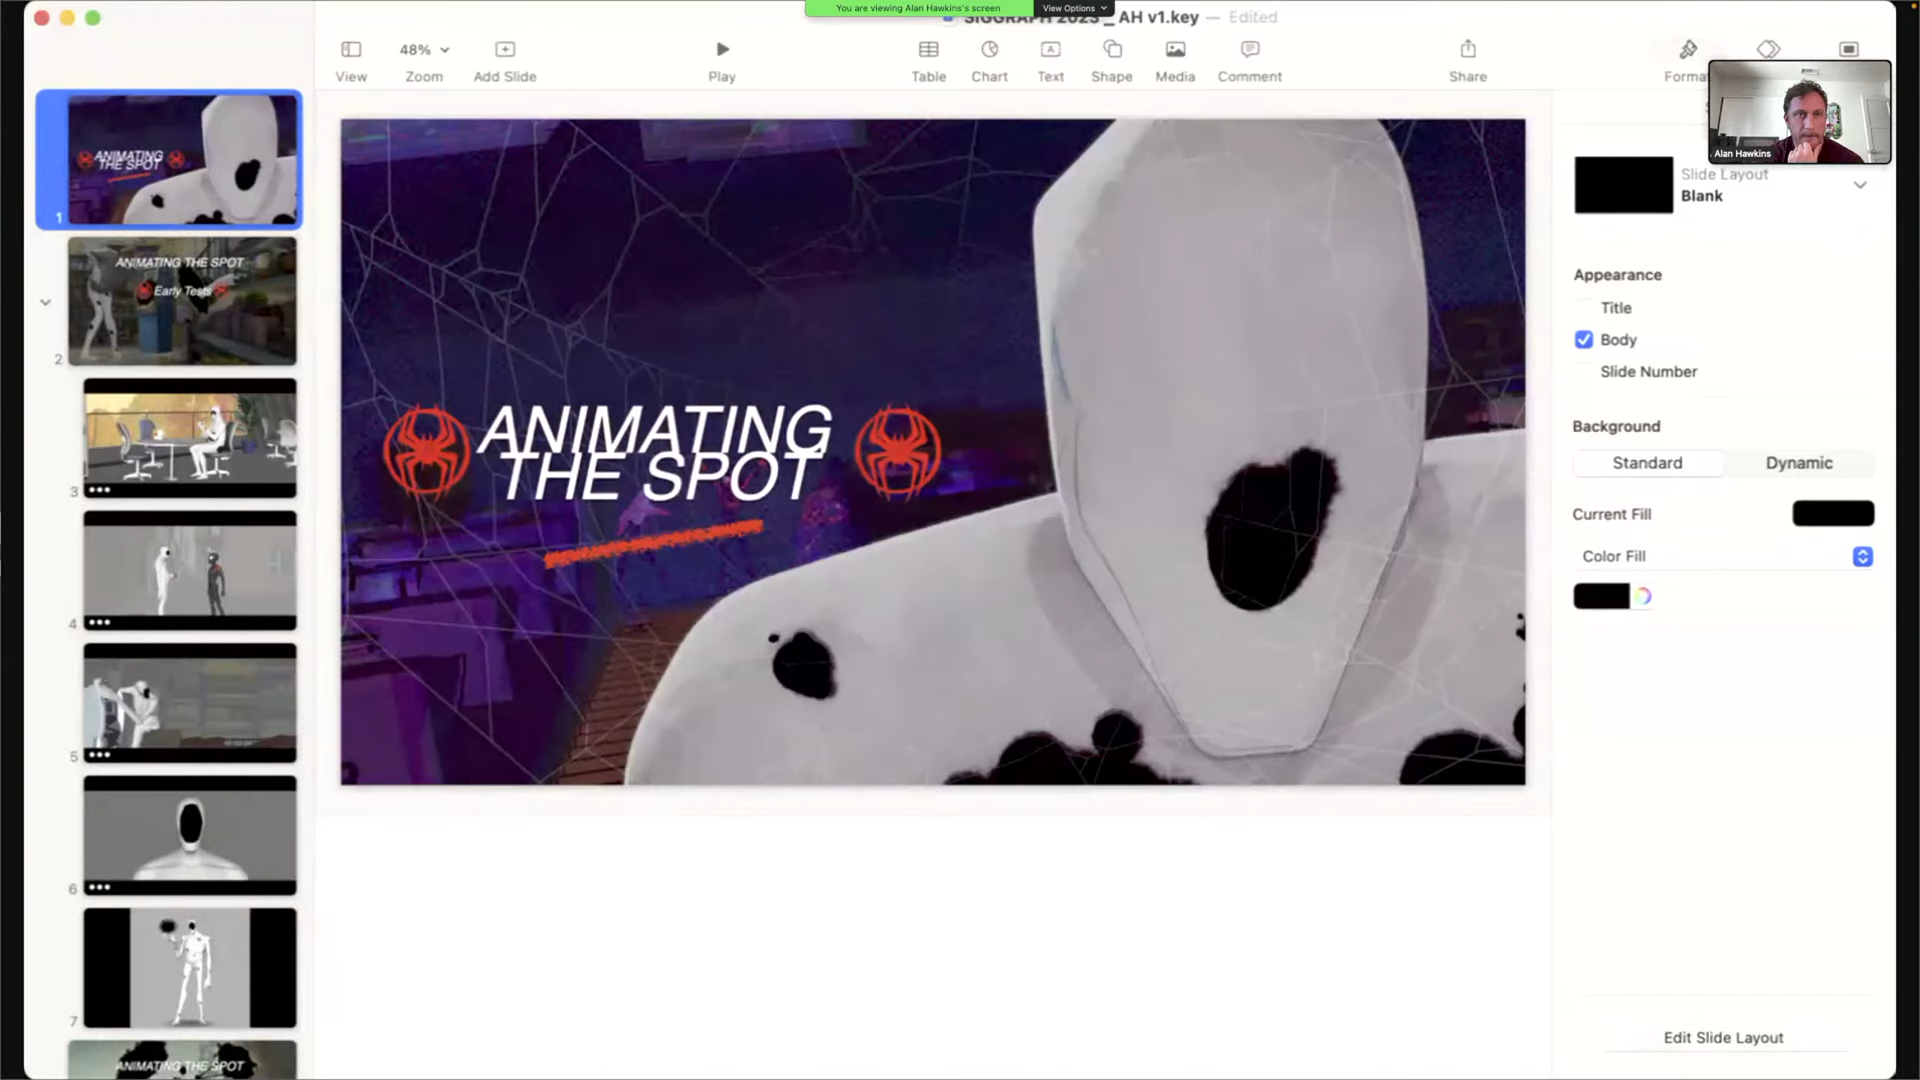 You are viewing Alan Hawkins's screen
View Options
SIGGRAPH 2023 _ AH v1.key — Edited
View
48%
Zoom
Add Slide
Play
Table
Chart
Text
Shape
Media
Comment
Share
Format
Alan Hawkins
ANIMATING
THE SPOT
1
ANIMATING THE SPOT
Early Tests
2
3
4
5
6
7
ANIMATING THE SPOT
ANIMATING
THE SPOT
Slide Layout
Blank
Appearance
Title
Body
Slide Number
Background
Standard
Dynamic
Current Fill
Color Fill
Edit Slide Layout